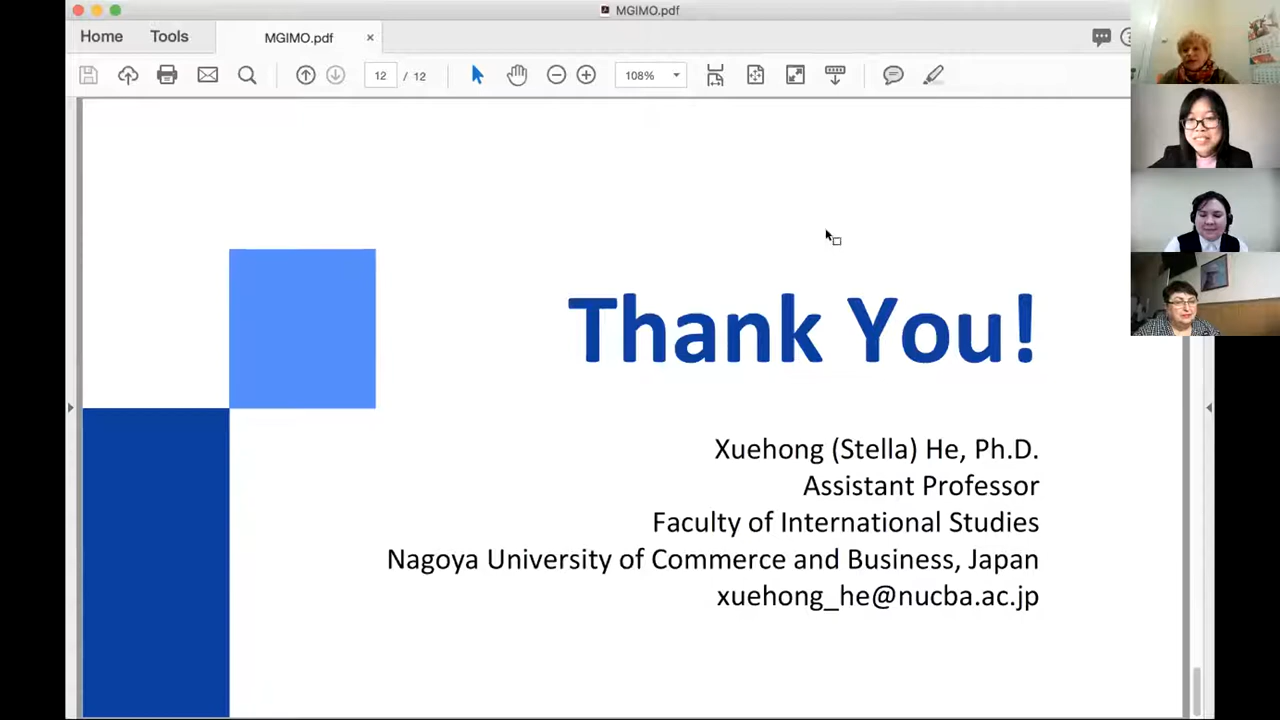 MGIMO.pdf
Home
Tools
MGIMO.pdf
12 / 12
108%
Thank You!
Xuehong (Stella) He, Ph.D.
Assistant Professor
Faculty of International Studies
Nagoya University of Commerce and Business, Japan
xuehong_he@nucba.ac.jp